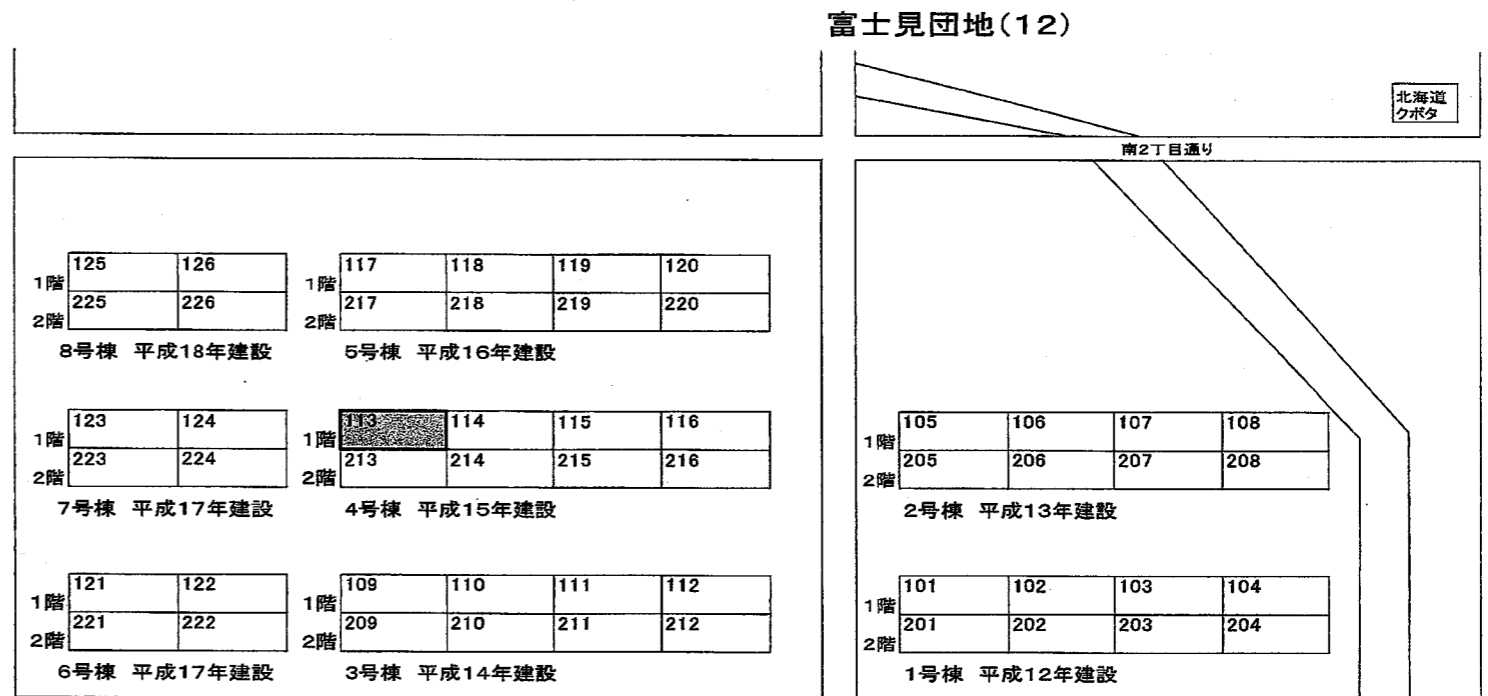 富士見団地(12)
北海道
クボタ
南2丁目通り
125 126
1階
225 226
2階
8号棟 平成18年建設
117 118 119 120
1階
217 218 219 220
2階
5号棟 平成16年建設
123 124
1階
223 224
2階
7号棟 平成17年建設
113 114 115 116
1階
213 214 215 216
2階
4号棟 平成15年建設
105 106 107 108
1階
205 206 207 208
2階
2号棟 平成13年建設
121 122
1階
221 222
2階
6号棟 平成17年建設
109 110 111 112
1階
209 210 211 212
2階
3号棟 平成14年建設
101 102 103 104
1階
201 202 203 204
2階
1号棟 平成12年建設